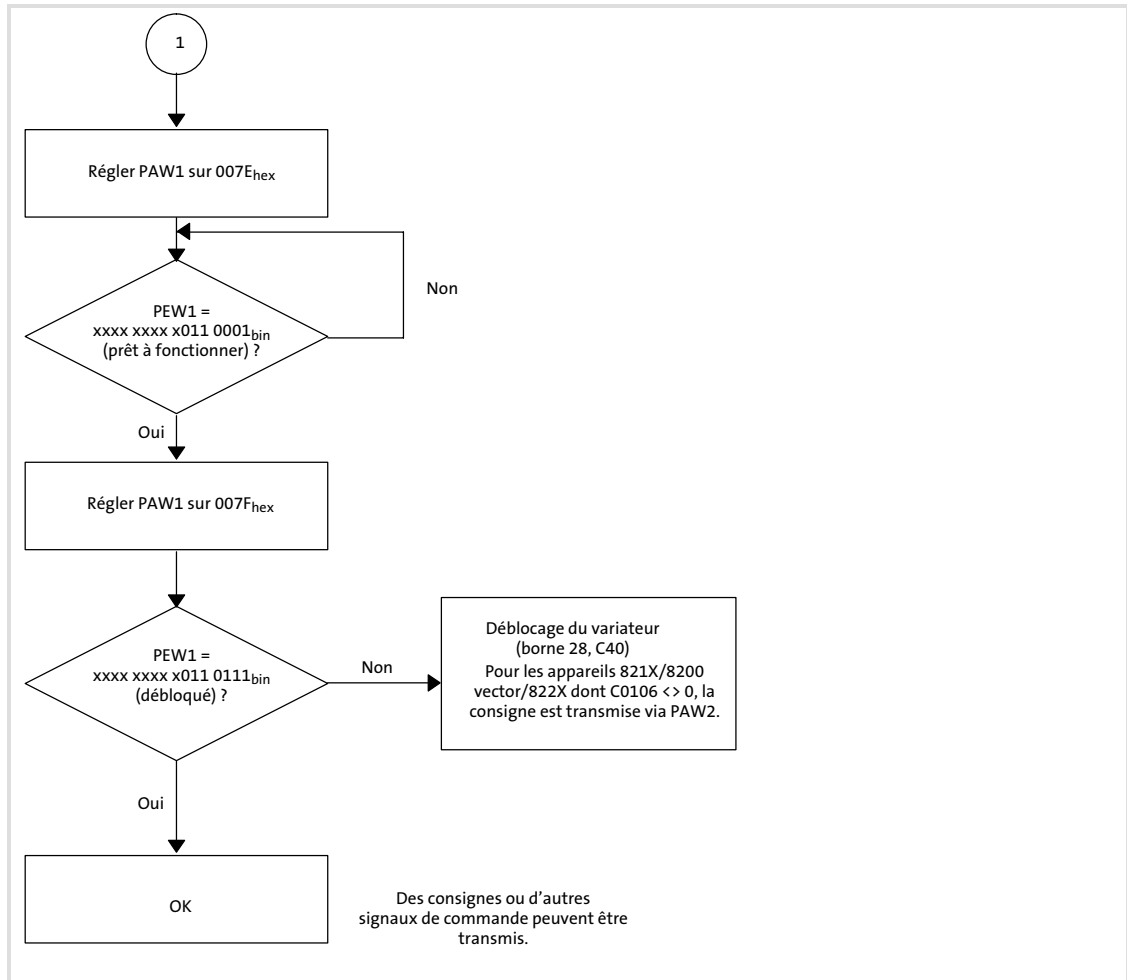 1
Régler PAW1 sur 007Ehex
Non
PEW1 =
xxxx xxxx x011 0001bin
(prêt à fonctionner) ?
Oui
Régler PAW1 sur 007Fhex
PEW1 =
xxxx xxxx x011 0111bin
(débloqué) ?
Non
Déblocage du variateur
(borne 28, C40)
Pour les appareils 821X/8200
vector/822X dont C0106 <> 0, la
consigne est transmise via PAW2.
Oui
OK
Des consignes ou d'autres
signaux de commande peuvent être
transmis.